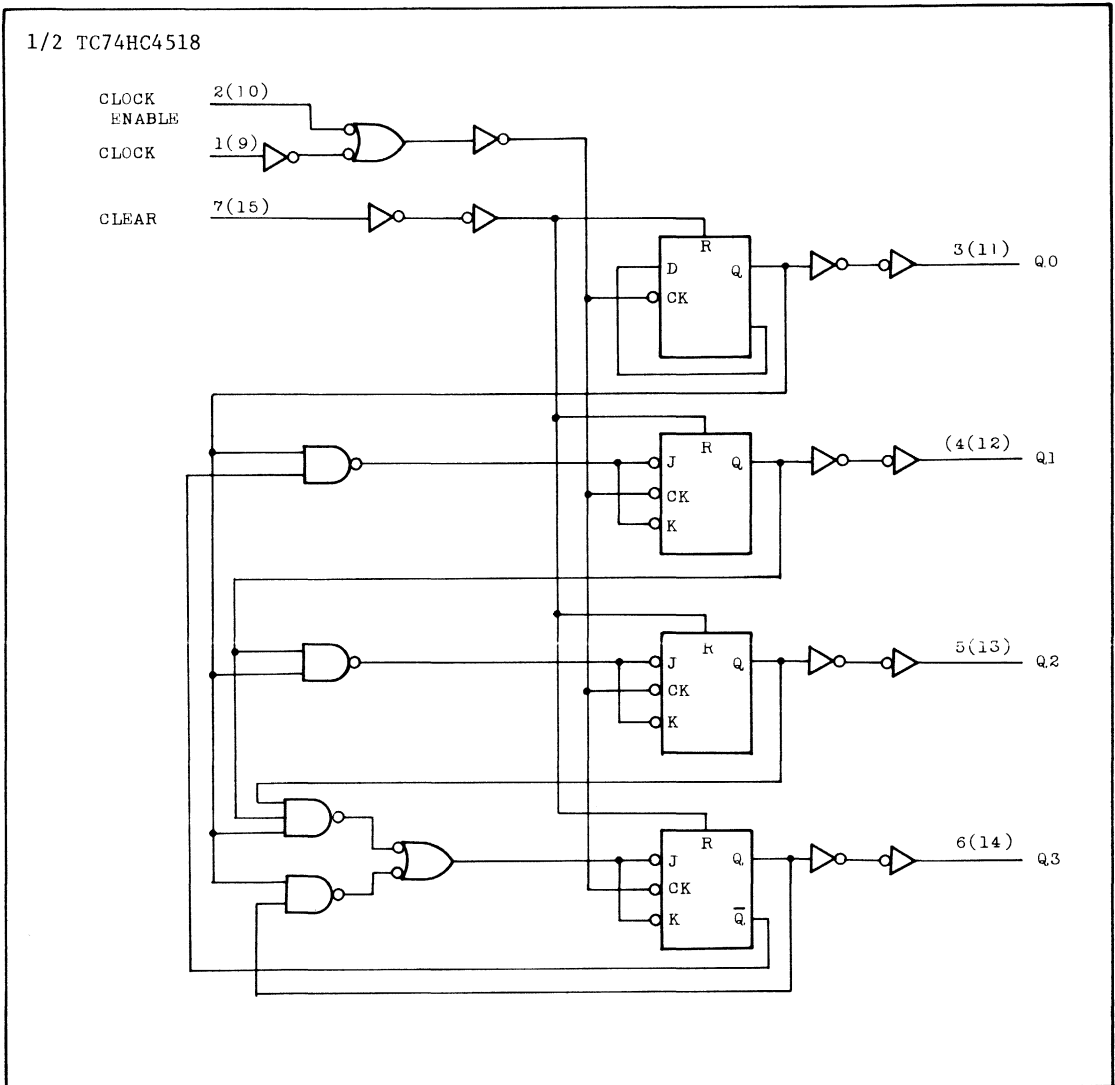 1/2 TC74HC4518
CLOCK ENABLE 2(10)
CLOCK 1(9)
CLEAR 7(15)
R
D Q
CK
3(11) Q0
R
J Q
CK
K
(4(12) Q1
R
J Q
CK
K
5(13) Q2
R
J Q
CK
K Q̅
6(14) Q3